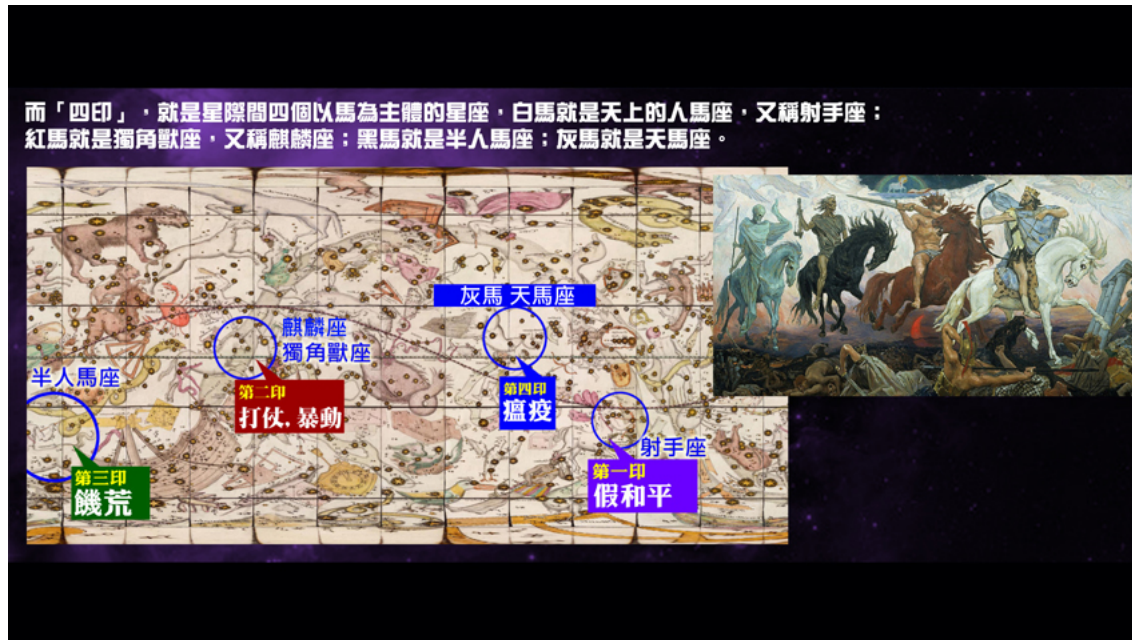 而「四印」，就是星際間四個以馬為主體的星座，白馬就是天上的人馬座，又稱射手座；
紅馬就是獨角獸座，又稱麒麟座；黑馬就是半人馬座；灰馬就是天馬座。
灰馬 天馬座
麒麟座
獨角獸座
半人馬座
第二印
打仗, 暴動
第四印
瘟疫
射手座
第三印
饑荒
第一印
假和平